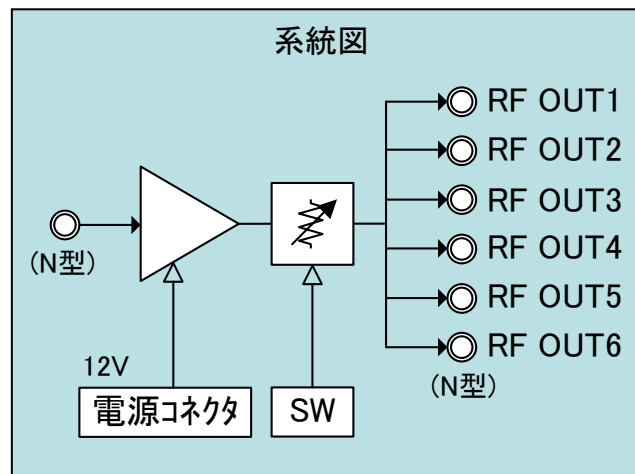 系統図
RF OUT1
RF OUT2
RF OUT3
RF OUT4
RF OUT5
RF OUT6
(N型)
(N型)
12V
電源コネクタ
SW